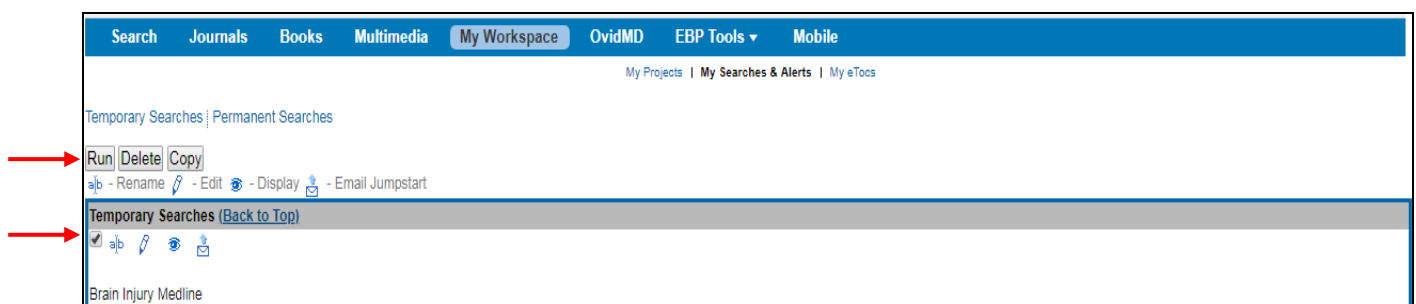 Search Journals Books Multimedia My Workspace OvidMD EBP Tools ▾ Mobile
My Projects | My Searches & Alerts | My eTocs
Temporary Searches | Permanent Searches
Run Delete Copy
a|b - Rename - Edit - Display - Email Jumpstart
Temporary Searches (Back to Top)
a|b
Brain Injury Medline